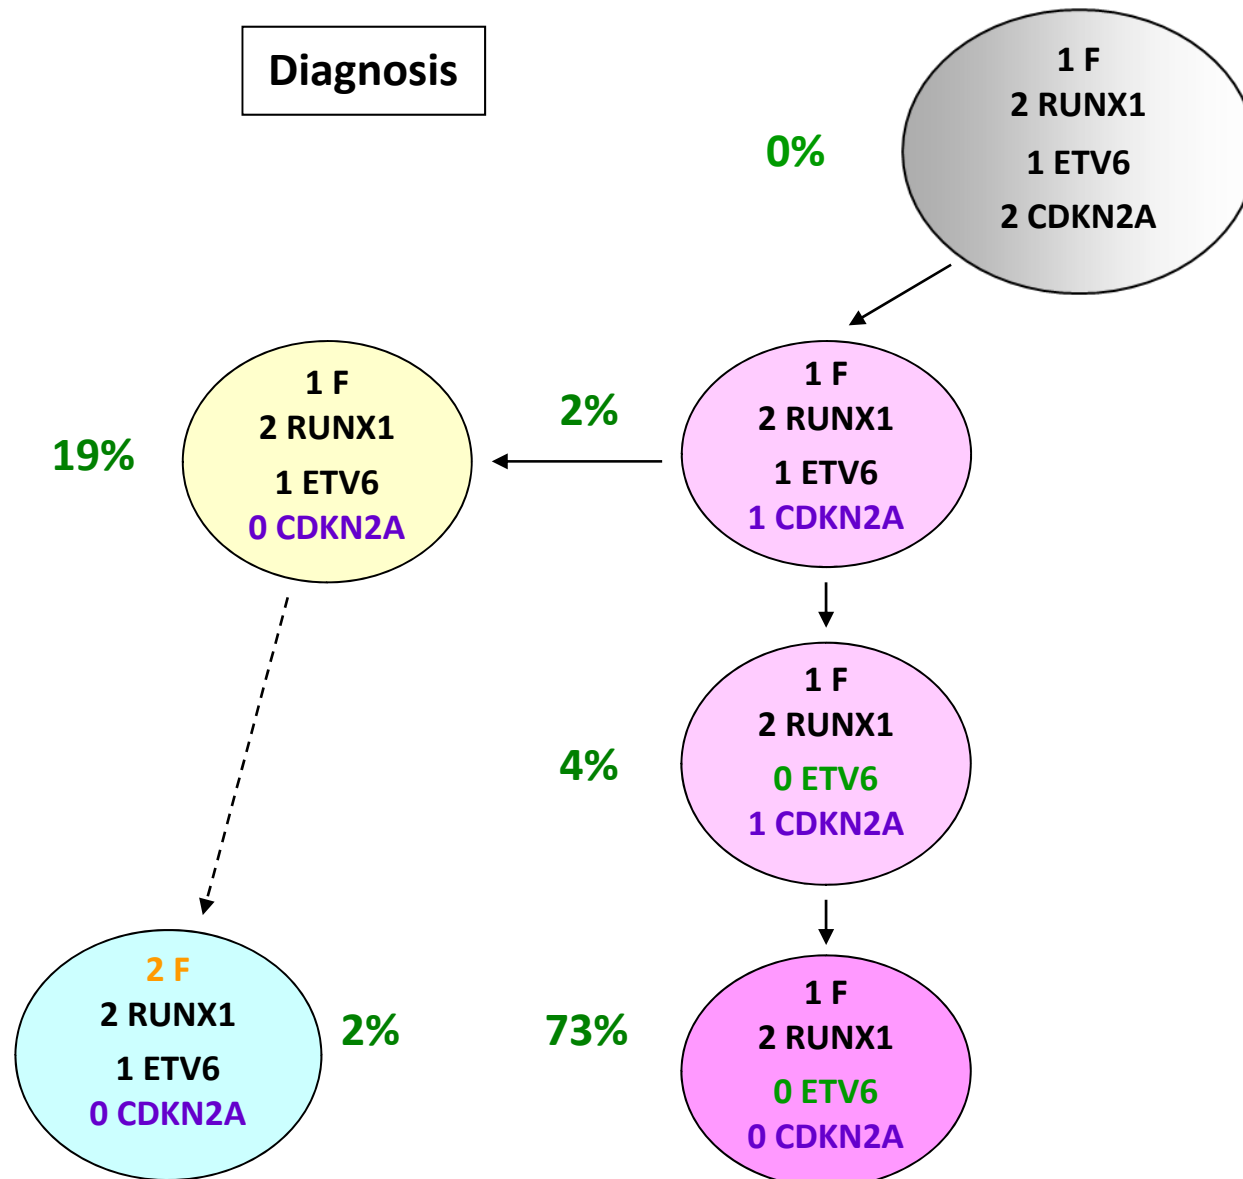 Diagnosis
0%
1 F
2 RUNX1
1 ETV6
2 CDKN2A
19%
1 F
2 RUNX1
1 ETV6
0 CDKN2A
2%
1 F
2 RUNX1
1 ETV6
1 CDKN2A
4%
1 F
2 RUNX1
0 ETV6
1 CDKN2A
2 F
2 RUNX1
1 ETV6
0 CDKN2A
2%
73%
1 F
2 RUNX1
0 ETV6
0 CDKN2A